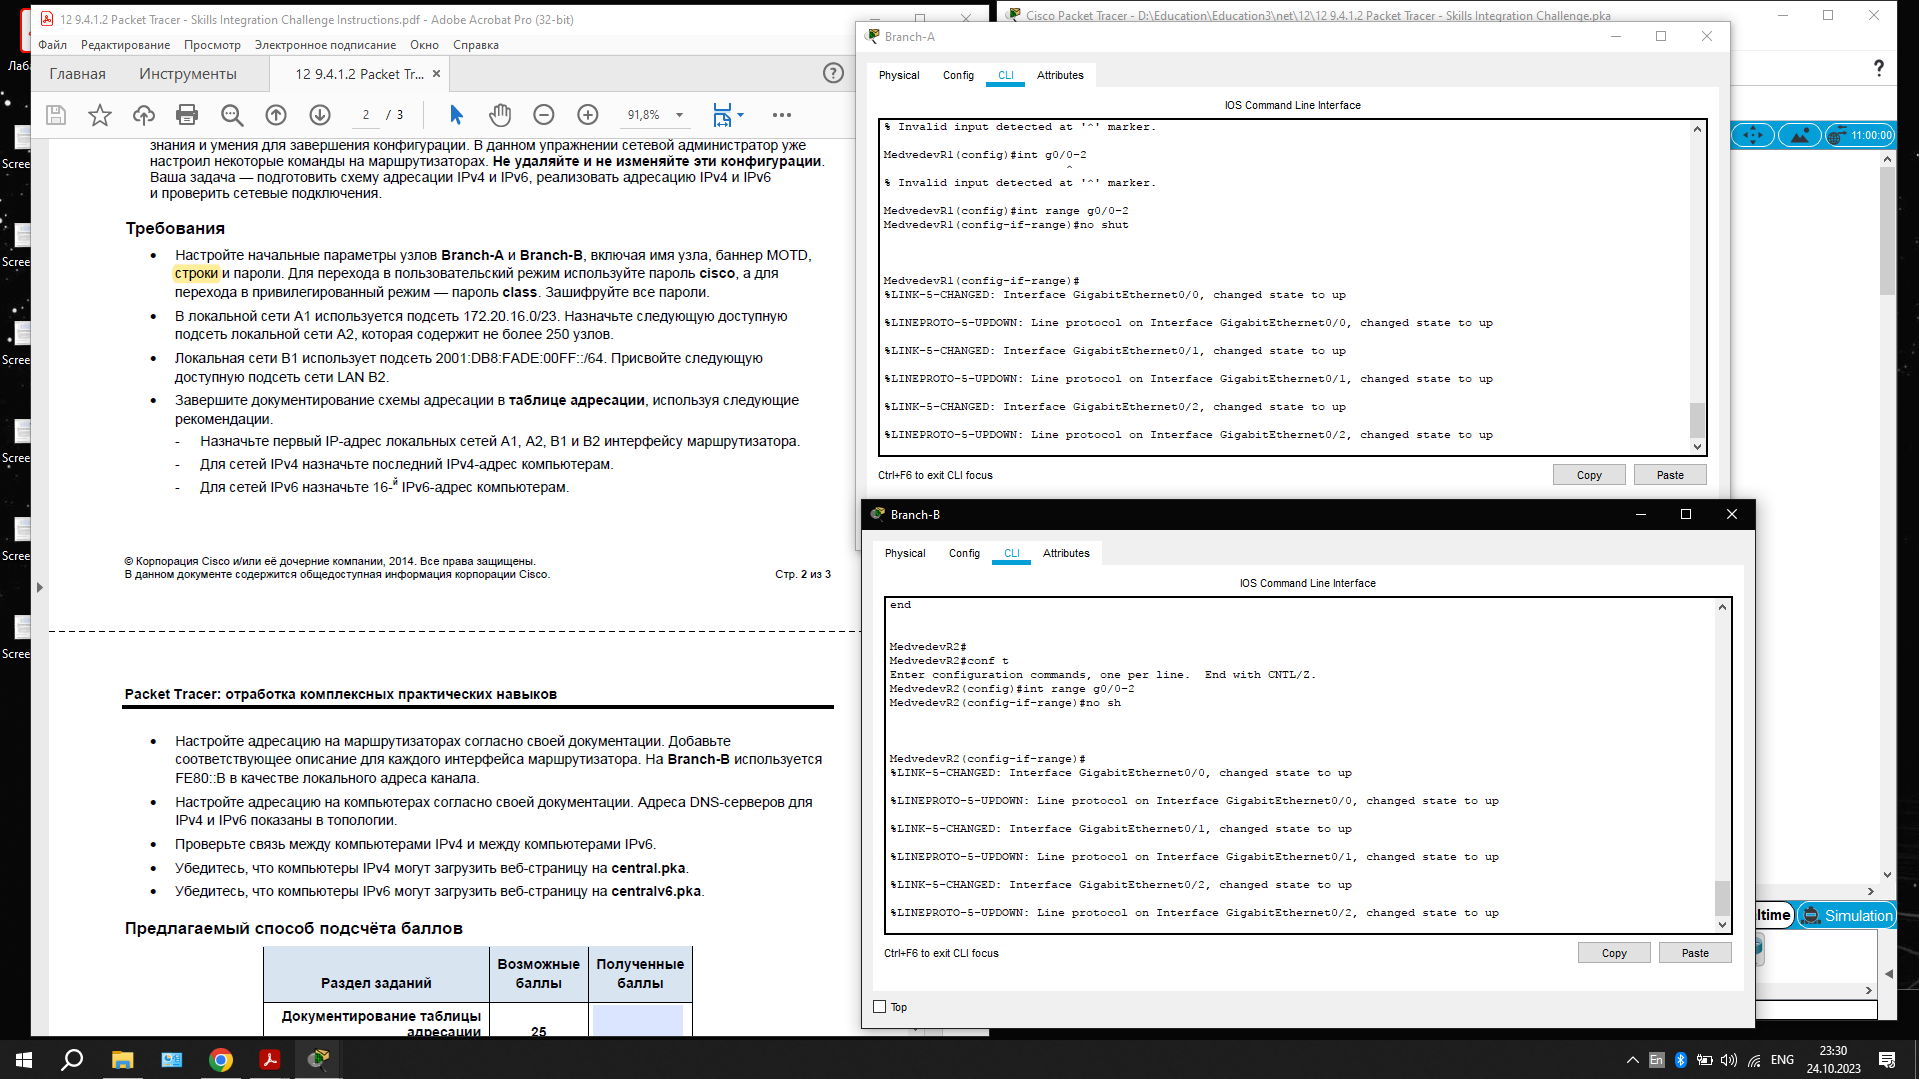 12 9.4.1.2 Packet Tracer - Skills Integration Challenge Instructions.pdf - Adobe Acrobat Pro (32-bit)
Файл Редактирование Просмотр Электронное подписание Окно Справка
Главная Инструменты 12 9.4.1.2 Packet Tr... ×
2 / 3 91,8%
знания и умения для завершения конфигурации. В данном упражнении сетевой администратор уже
настроил некоторые команды на маршрутизаторах. Не удаляйте и не изменяйте эти конфигурации.
Ваша задача — подготовить схему адресации IPv4 и IPv6, реализовать адресацию IPv4 и IPv6
и проверить сетевые подключения.
Требования
• Настройте начальные параметры узлов Branch-A и Branch-B, включая имя узла, баннер MOTD,
строки и пароли. Для перехода в пользовательский режим используйте пароль cisco, а для
перехода в привилегированный режим — пароль class. Зашифруйте все пароли.
• В локальной сети A1 используется подсеть 172.20.16.0/23. Назначьте следующую доступную
подсеть локальной сети A2, которая содержит не более 250 узлов.
• Локальная сети B1 использует подсеть 2001:DB8:FADE:00FF::/64. Присвойте следующую
доступную подсеть сети LAN B2.
• Завершите документирование схемы адресации в таблице адресации, используя следующие
рекомендации.
- Назначьте первый IP-адрес локальных сетей A1, A2, B1 и B2 интерфейсу маршрутизатора.
- Для сетей IPv4 назначьте последний IPv4-адрес компьютерам.
- Для сетей IPv6 назначьте 16-й IPv6-адрес компьютерам.
© Корпорация Cisco и/или её дочерние компании, 2014. Все права защищены.
В данном документе содержится общедоступная информация корпорации Cisco. Стр. 2 из 3
Packet Tracer: отработка комплексных практических навыков
• Настройте адресацию на маршрутизаторах согласно своей документации. Добавьте
соответствующее описание для каждого интерфейса маршрутизатора. На Branch-B используется
FE80::B в качестве локального адреса канала.
• Настройте адресацию на компьютерах согласно своей документации. Адреса DNS-серверов для
IPv4 и IPv6 показаны в топологии.
• Проверьте связь между компьютерами IPv4 и между компьютерами IPv6.
• Убедитесь, что компьютеры IPv4 могут загрузить веб-страницу на central.pka.
• Убедитесь, что компьютеры IPv6 могут загрузить веб-страницу на centralv6.pka.
Предлагаемый способ подсчёта баллов
Раздел заданий Возможные баллы Полученные баллы
Документирование таблицы
адресации 25
Лаба
Scree
Scree
Scree
Scree
Scree
Scree
Cisco Packet Tracer - D:\Education\Education3\net\12\12 9.4.1.2 Packet Tracer - Skills Integration Challenge.pka
?
11:00:00
ltime Simulation
Branch-A
Physical Config CLI Attributes
IOS Command Line Interface
% Invalid input detected at '^' marker.
MedvedevR1(config)#int g0/0-2
^
% Invalid input detected at '^' marker.
MedvedevR1(config)#int range g0/0-2
MedvedevR1(config-if-range)#no shut
MedvedevR1(config-if-range)#
%LINK-5-CHANGED: Interface GigabitEthernet0/0, changed state to up
%LINEPROTO-5-UPDOWN: Line protocol on Interface GigabitEthernet0/0, changed state to up
%LINK-5-CHANGED: Interface GigabitEthernet0/1, changed state to up
%LINEPROTO-5-UPDOWN: Line protocol on Interface GigabitEthernet0/1, changed state to up
%LINK-5-CHANGED: Interface GigabitEthernet0/2, changed state to up
%LINEPROTO-5-UPDOWN: Line protocol on Interface GigabitEthernet0/2, changed state to up
Ctrl+F6 to exit CLI focus Copy Paste
Branch-B
Physical Config CLI Attributes
IOS Command Line Interface
end
MedvedevR2#
MedvedevR2#conf t
Enter configuration commands, one per line. End with CNTL/Z.
MedvedevR2(config)#int range g0/0-2
MedvedevR2(config-if-range)#no sh
MedvedevR2(config-if-range)#
%LINK-5-CHANGED: Interface GigabitEthernet0/0, changed state to up
%LINEPROTO-5-UPDOWN: Line protocol on Interface GigabitEthernet0/0, changed state to up
%LINK-5-CHANGED: Interface GigabitEthernet0/1, changed state to up
%LINEPROTO-5-UPDOWN: Line protocol on Interface GigabitEthernet0/1, changed state to up
%LINK-5-CHANGED: Interface GigabitEthernet0/2, changed state to up
%LINEPROTO-5-UPDOWN: Line protocol on Interface GigabitEthernet0/2, changed state to up
Ctrl+F6 to exit CLI focus Copy Paste
Top
En ENG 23:30
24.10.2023